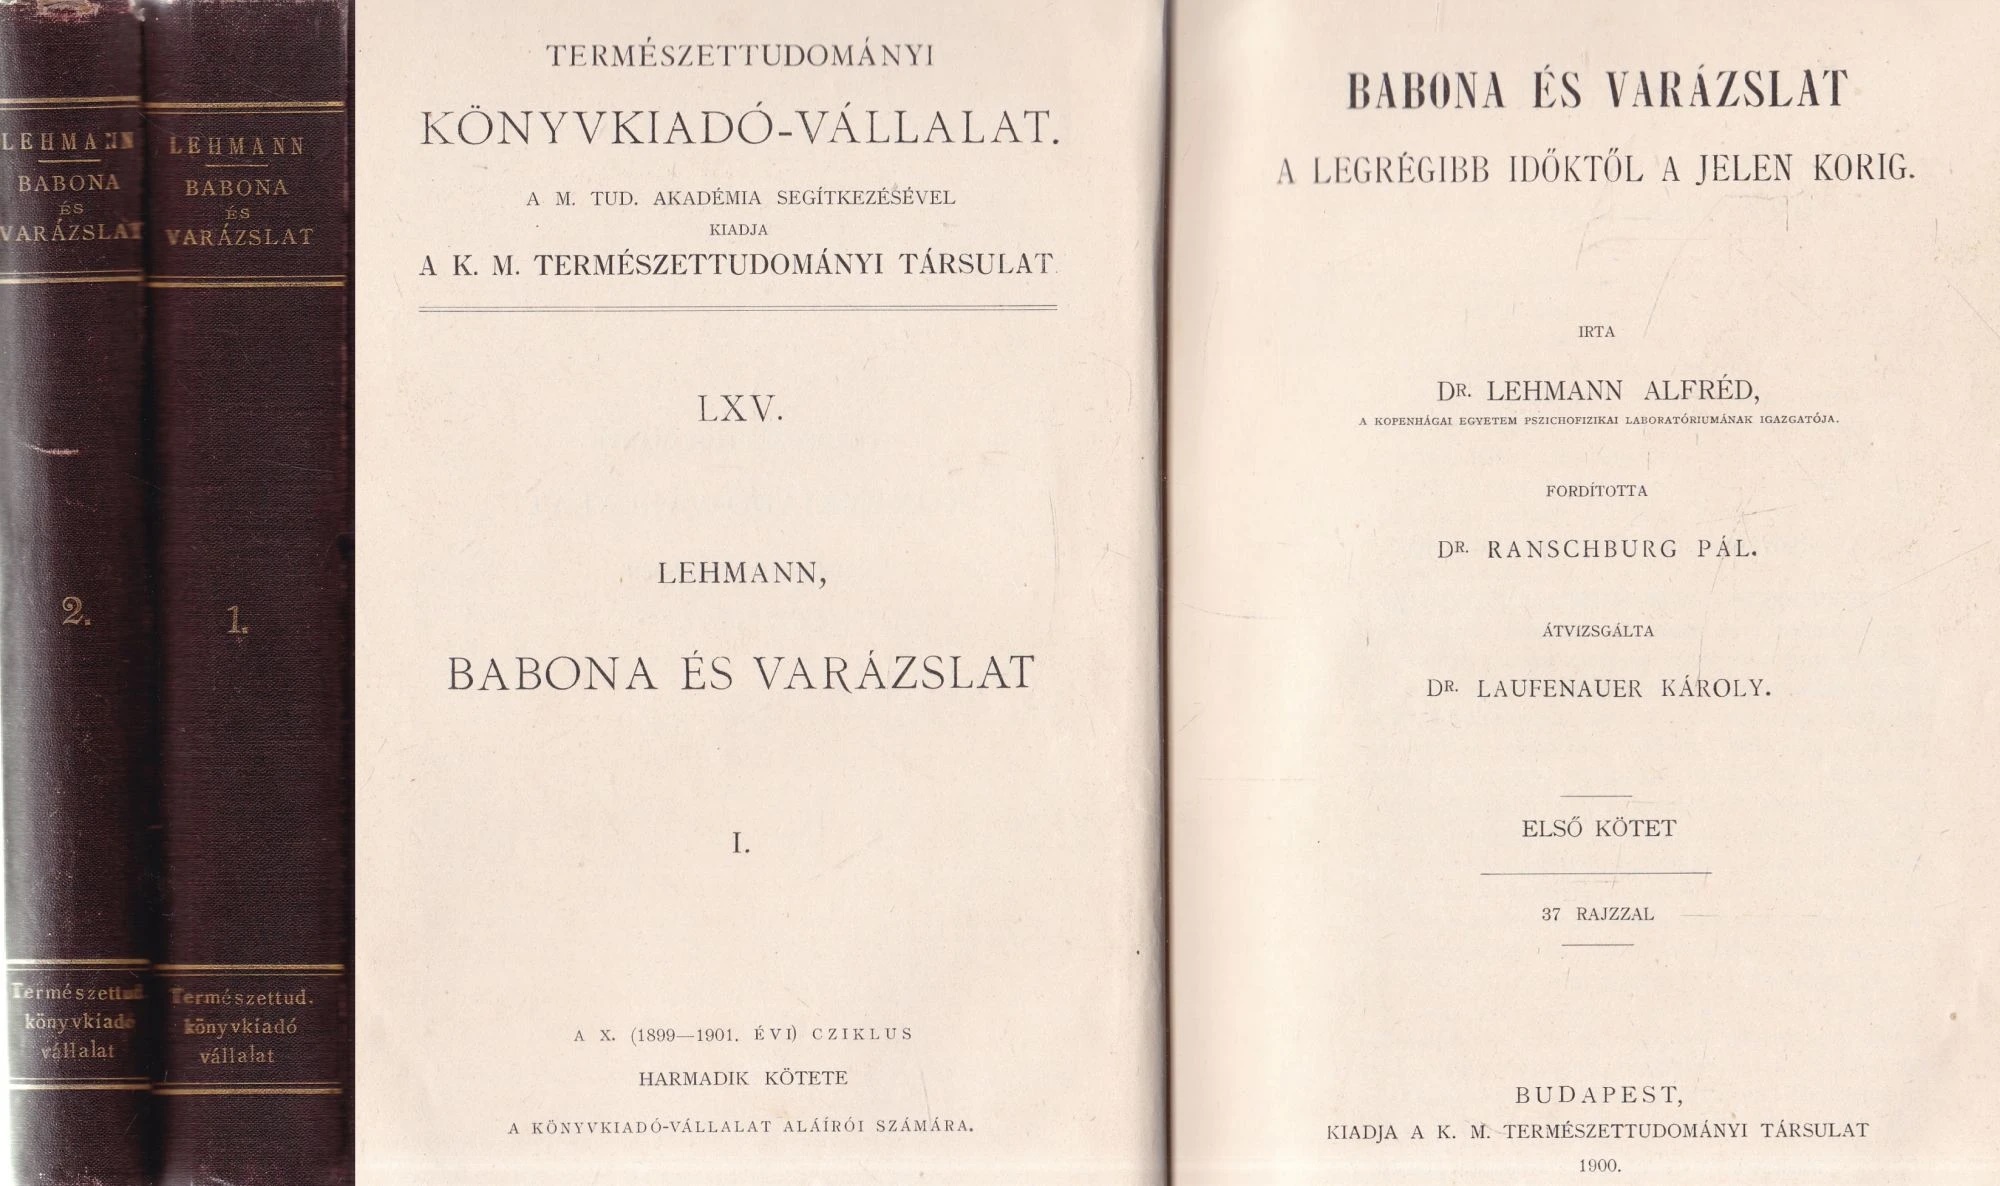 LEHMANN
BABONA
ÉS
VARÁZSLAT
2.
Természettud.
könyvkiadó
vállalat
LEHMANN
BABONA
ÉS
VARÁZSLAT
1.
Természettud.
könyvkiadó
vállalat
TERMÉSZETTUDOMÁNYI
KÖNYVKIADÓ-VÁLLALAT.
A M. TUD. AKADÉMIA SEGÍTKEZÉSÉVEL
KIADJA
A K. M. TERMÉSZETTUDOMÁNYI TÁRSULAT.
LXV.
LEHMANN,
BABONA ÉS VARÁZSLAT
I.
A X. (1899—1901. ÉVI) CZIKLUS
HARMADIK KÖTETE
A KÖNYVKIADÓ-VÁLLALAT ALÁÍRÓI SZÁMÁRA.
BABONA ÉS VARÁZSLAT
A LEGRÉGIBB IDŐKTŐL A JELEN KORIG.
IRTA
DR. LEHMANN ALFRÉD,
A KOPENHÁGAI EGYETEM PSZICHOFIZIKAI LABORATÓRIUMÁNAK IGAZGATÓJA.
FORDÍTOTTA
DR. RANSCHBURG PÁL.
ÁTVIZSGÁLTA
DR. LAUFENAUER KÁROLY.
ELSŐ KÖTET
37 RAJZZAL
BUDAPEST,
KIADJA A K. M. TERMÉSZETTUDOMÁNYI TÁRSULAT
1900.